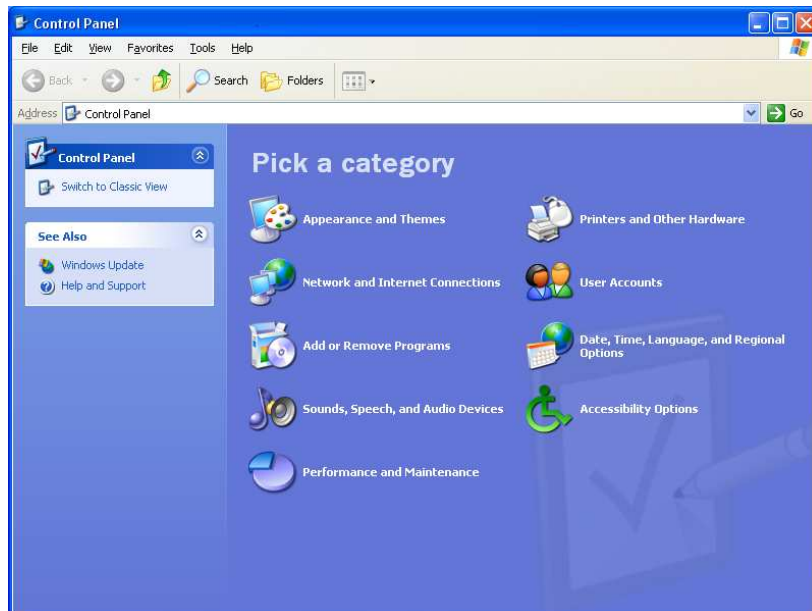 Control Panel
File Edit View Favorites Tools Help
Back Search Folders
Address Control Panel Go
Control Panel
Switch to Classic View
See Also
Windows Update
Help and Support
Pick a category
Appearance and Themes
Printers and Other Hardware
Network and Internet Connections
User Accounts
Add or Remove Programs
Date, Time, Language, and Regional
Options
Sounds, Speech, and Audio Devices
Accessibility Options
Performance and Maintenance